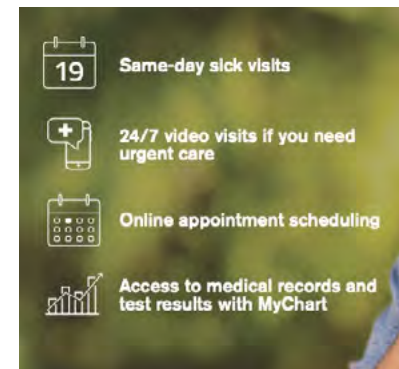 19
Same-day sick visits
24/7 video visits if you need
urgent care
Online appointment scheduling
Access to medical records and
test results with MyChart